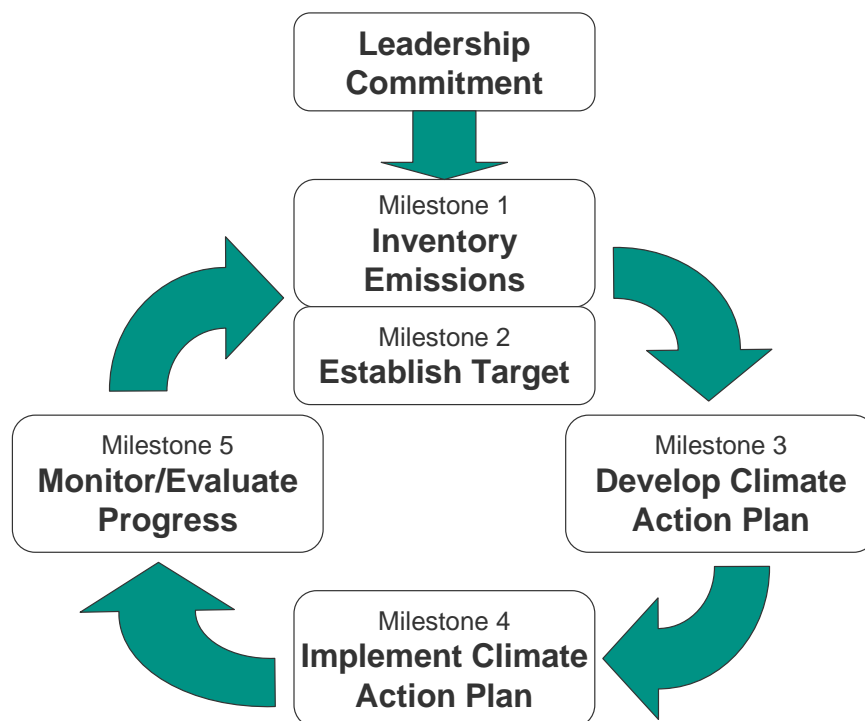 Leadership
Commitment
Milestone 1
Inventory
Emissions
Milestone 2
Establish Target
Milestone 5
Monitor/Evaluate
Progress
Milestone 3
Develop Climate
Action Plan
Milestone 4
Implement Climate
Action Plan